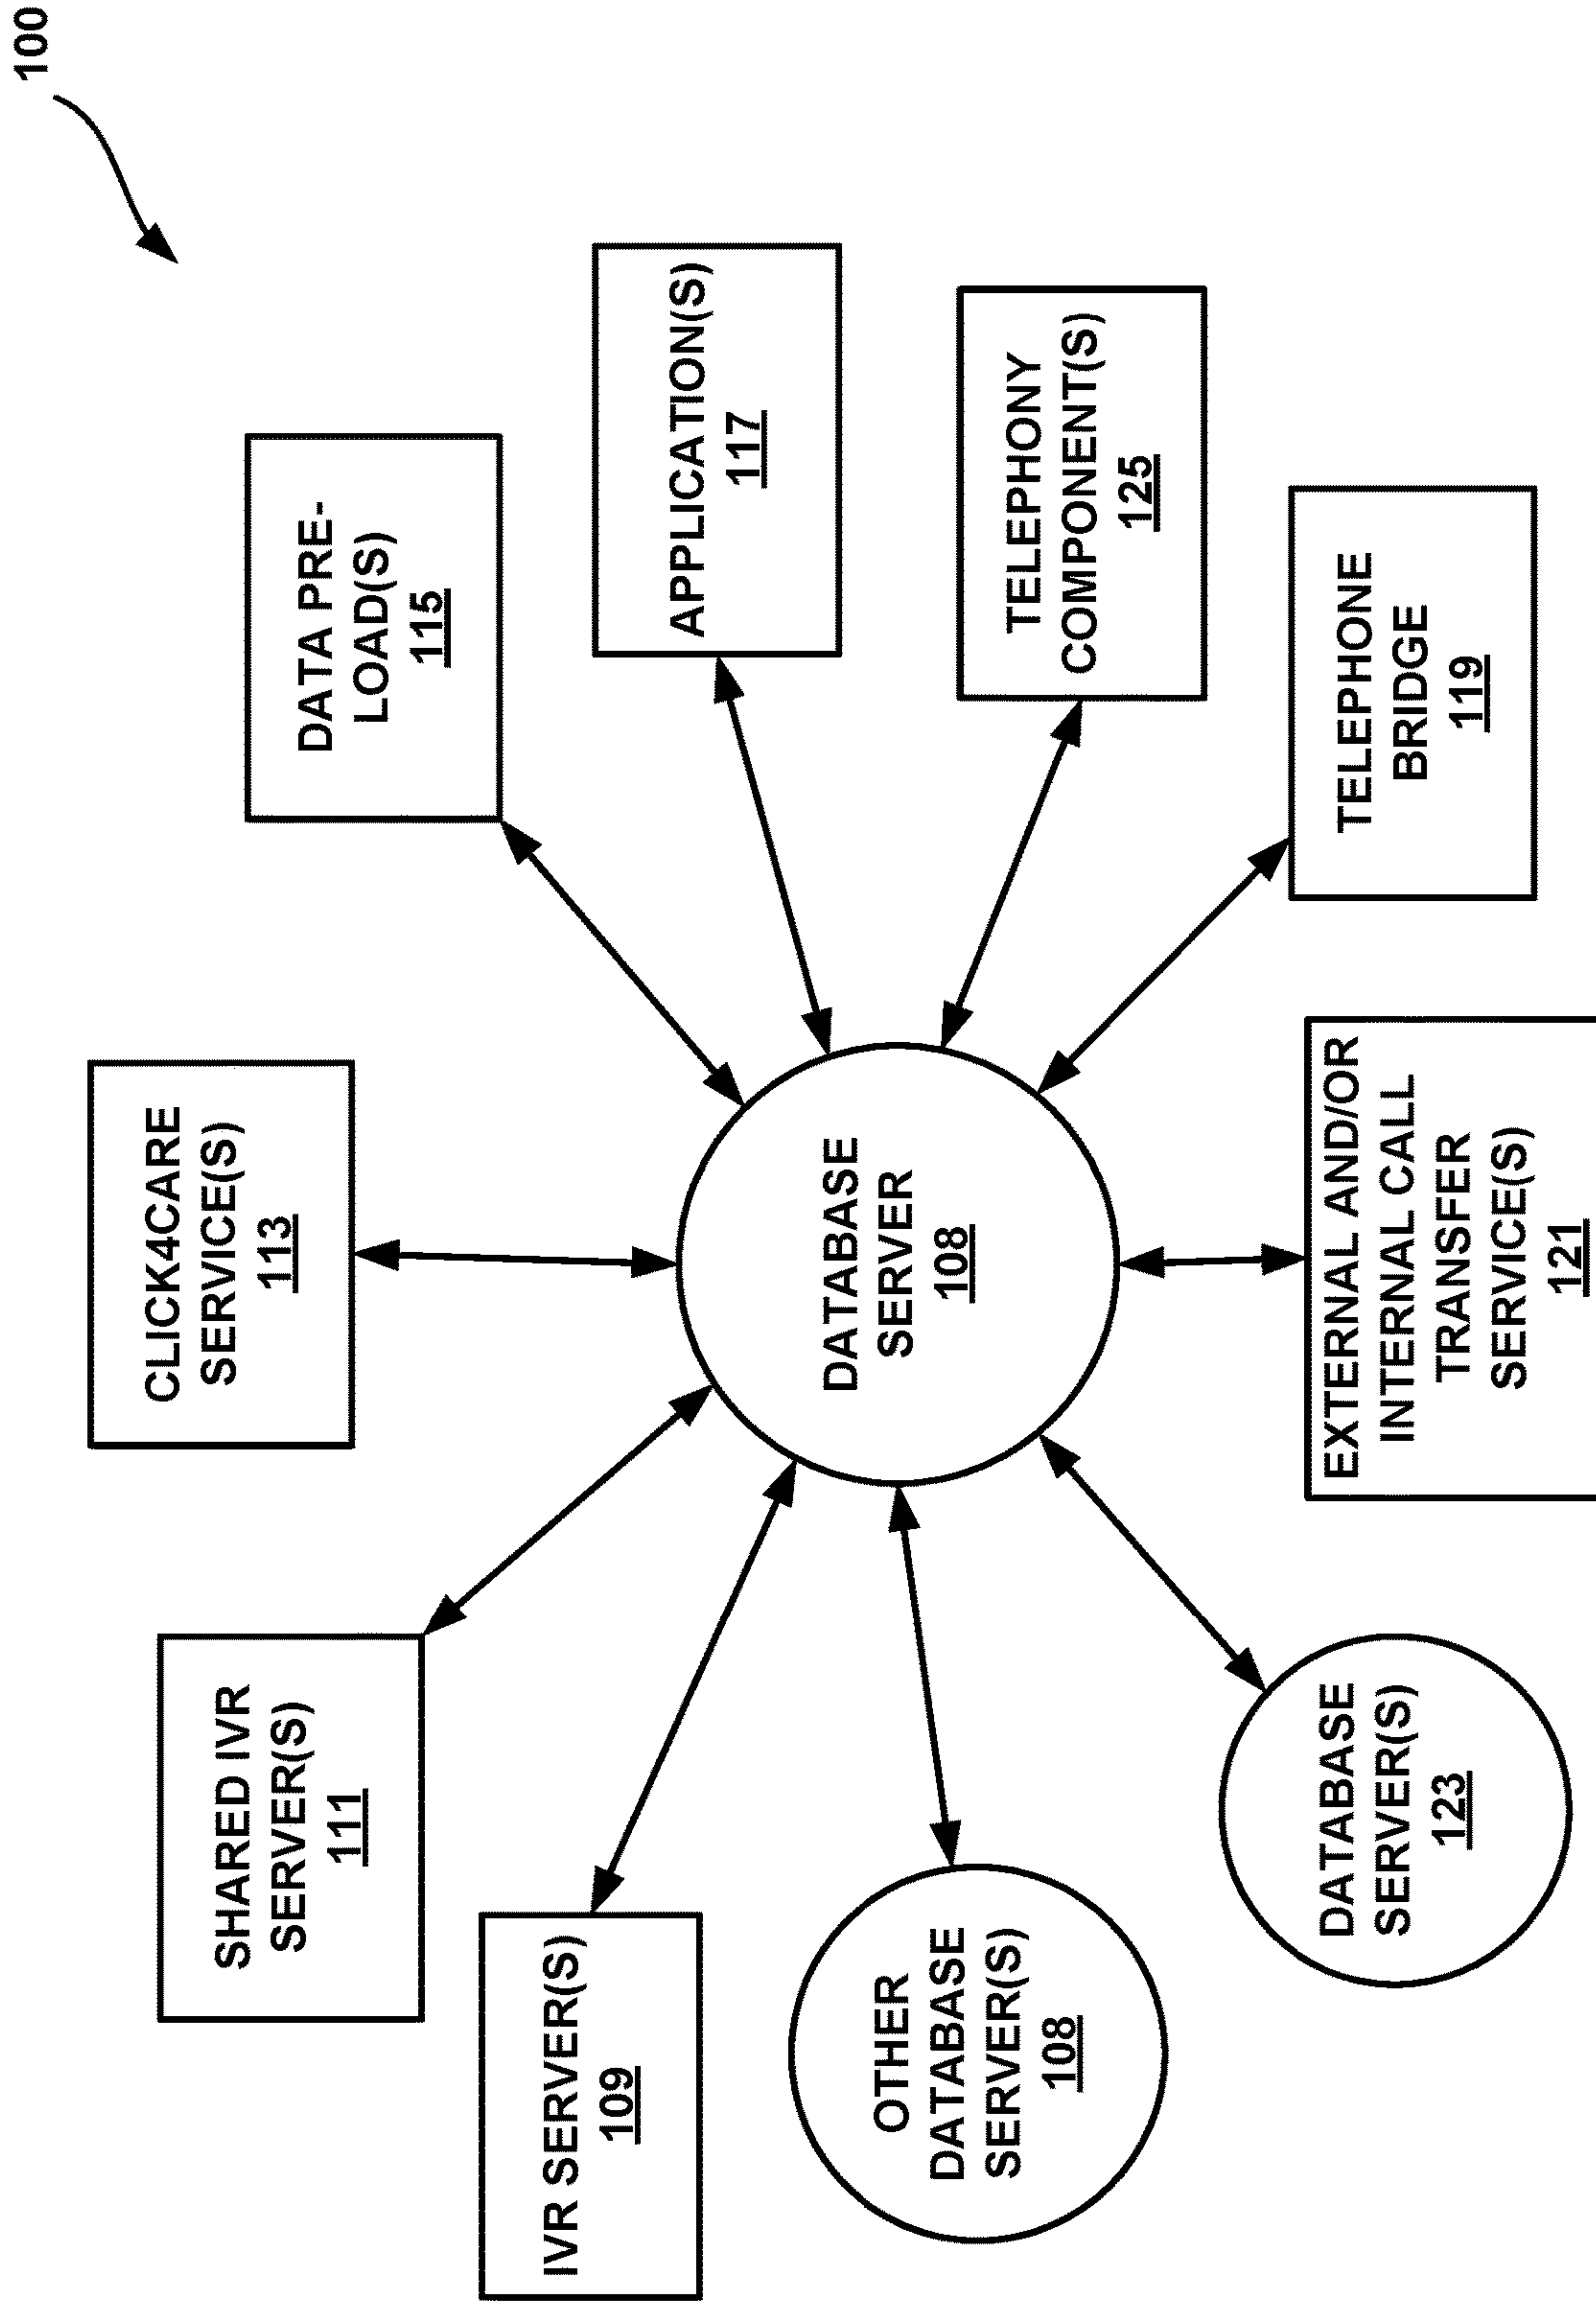 100
CLICK4CARE
SERVICE(S)
113
DATA PRE-
LOAD(S)
115
SHARED IVR
SERVER(S)
111
APPLICATION(S)
117
IVR SERVER(S)
109
DATABASE
SERVER
108
TELEPHONY
COMPONENT(S)
125
OTHER
DATABASE
SERVER(S)
108
TELEPHONE
BRIDGE
119
DATABASE
SERVER(S)
123
EXTERNAL AND/OR
INTERNAL CALL
TRANSFER
SERVICE(S)
121